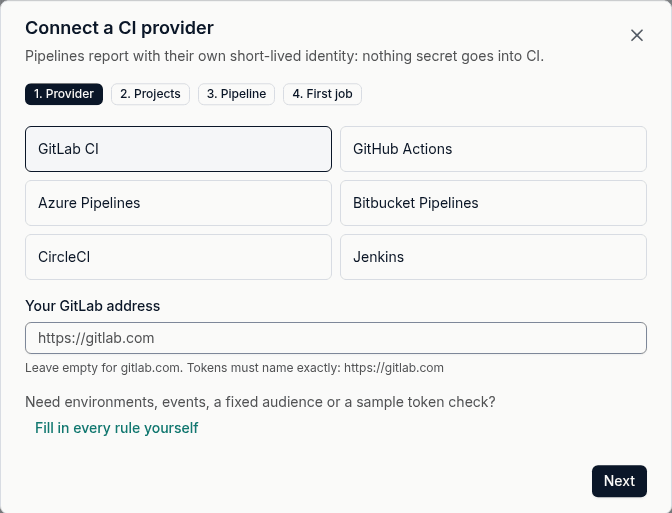 Connect a CI provider
Pipelines report with their own short-lived identity: nothing secret goes into CI.
1. Provider
2. Projects
3. Pipeline
4. First job
GitLab CI
GitHub Actions
Azure Pipelines
Bitbucket Pipelines
CircleCI
Jenkins
Your GitLab address
https://gitlab.com
Leave empty for gitlab.com. Tokens must name exactly: https://gitlab.com
Need environments, events, a fixed audience or a sample token check?
Fill in every rule yourself
Next